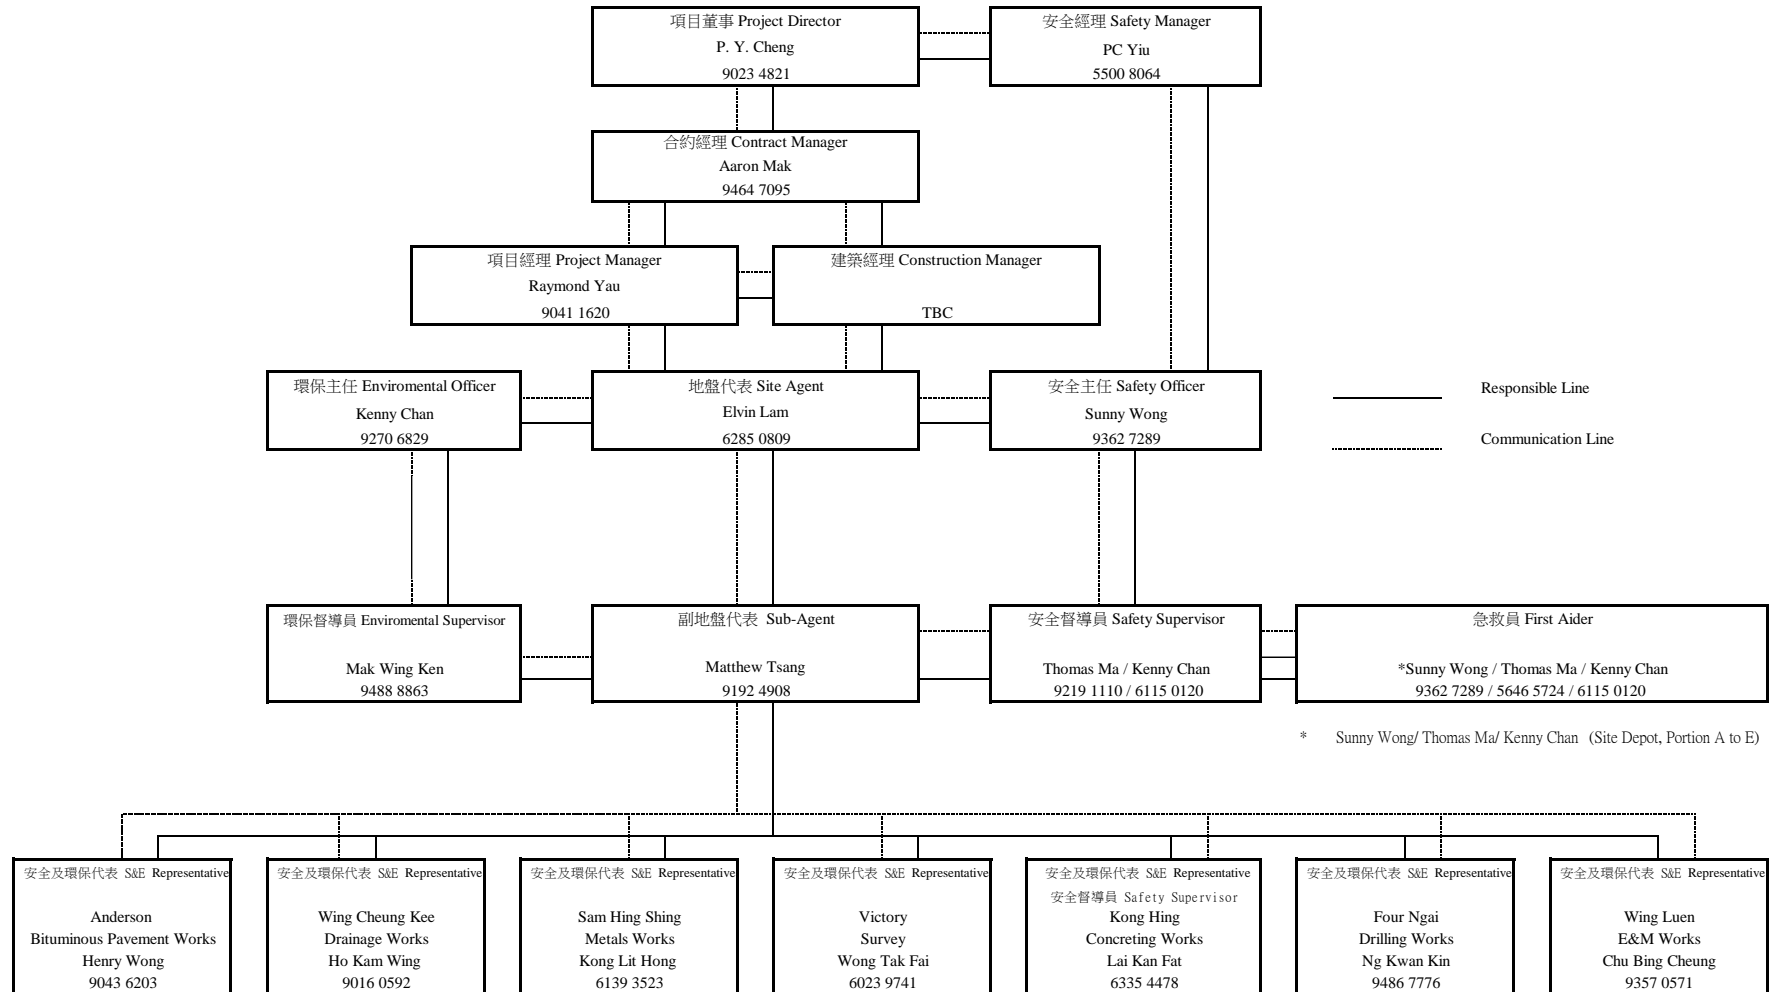 項目董事 Project Director
P. Y. Cheng
9023 4821
安全經理 Safety Manager
PC Yiu
5500 8064
合約經理 Contract Manager
Aaron Mak
9464 7095
項目經理 Project Manager
Raymond Yau
9041 1620
建築經理 Construction Manager
TBC
環保主任 Enviromental Officer
Kenny Chan
9270 6829
地盤代表 Site Agent
Elvin Lam
6285 0809
安全主任 Safety Officer
Sunny Wong
9362 7289
Responsible Line
Communication Line
環保督導員 Enviromental Supervisor
Mak Wing Ken
9488 8863
副地盤代表 Sub-Agent
Matthew Tsang
9192 4908
安全督導員 Safety Supervisor
Thomas Ma / Kenny Chan
9219 1110 / 6115 0120
急救員 First Aider
*Sunny Wong / Thomas Ma / Kenny Chan
9362 7289 / 5646 5724 / 6115 0120
* Sunny Wong/ Thomas Ma/ Kenny Chan (Site Depot, Portion A to E)
安全及環保代表 S&E Representative
Anderson
Bituminous Pavement Works
Henry Wong
9043 6203
安全及環保代表 S&E Representative
Wing Cheung Kee
Drainage Works
Ho Kam Wing
9016 0592
安全及環保代表 S&E Representative
Sam Hing Shing
Metals Works
Kong Lit Hong
6139 3523
安全及環保代表 S&E Representative
Victory
Survey
Wong Tak Fai
6023 9741
安全及環保代表 S&E Representative
安全督導員 Safety Supervisor
Kong Hing
Concreting Works
Lai Kan Fat
6335 4478
安全及環保代表 S&E Representative
Four Ngai
Drilling Works
Ng Kwan Kin
9486 7776
安全及環保代表 S&E Representative
Wing Luen
E&M Works
Chu Bing Cheung
9357 0571